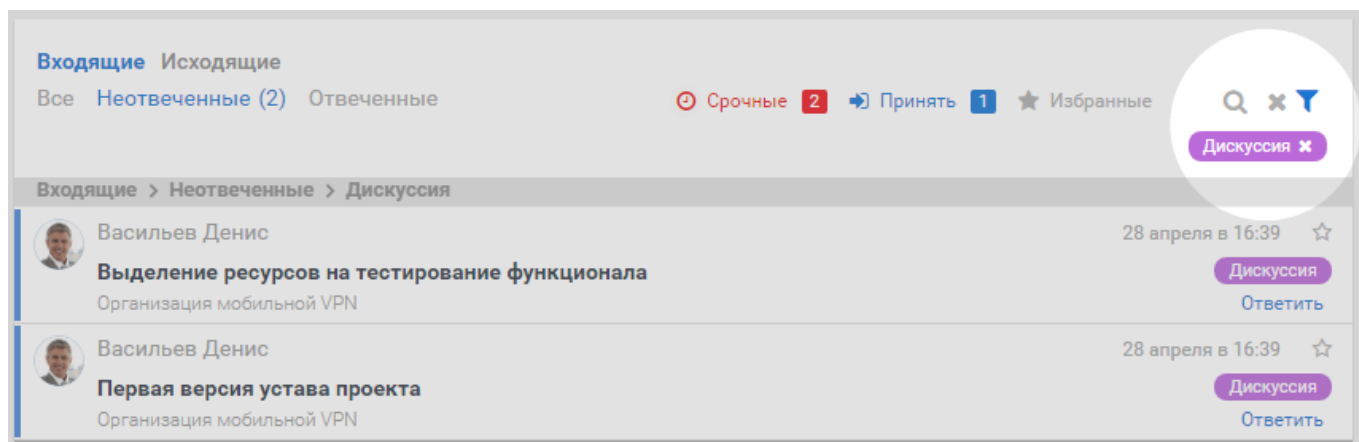 Входящие Исходящие
Все Неотвеченные (2) Отвеченные Срочные 2 Принять 1 Избранные
Дискуссия
Входящие > Неотвеченные > Дискуссия
Васильев Денис 28 апреля в 16:39
Выделение ресурсов на тестирование функционала Дискуссия
Организация мобильной VPN Ответить
Васильев Денис 28 апреля в 16:39
Первая версия устава проекта Дискуссия
Организация мобильной VPN Ответить